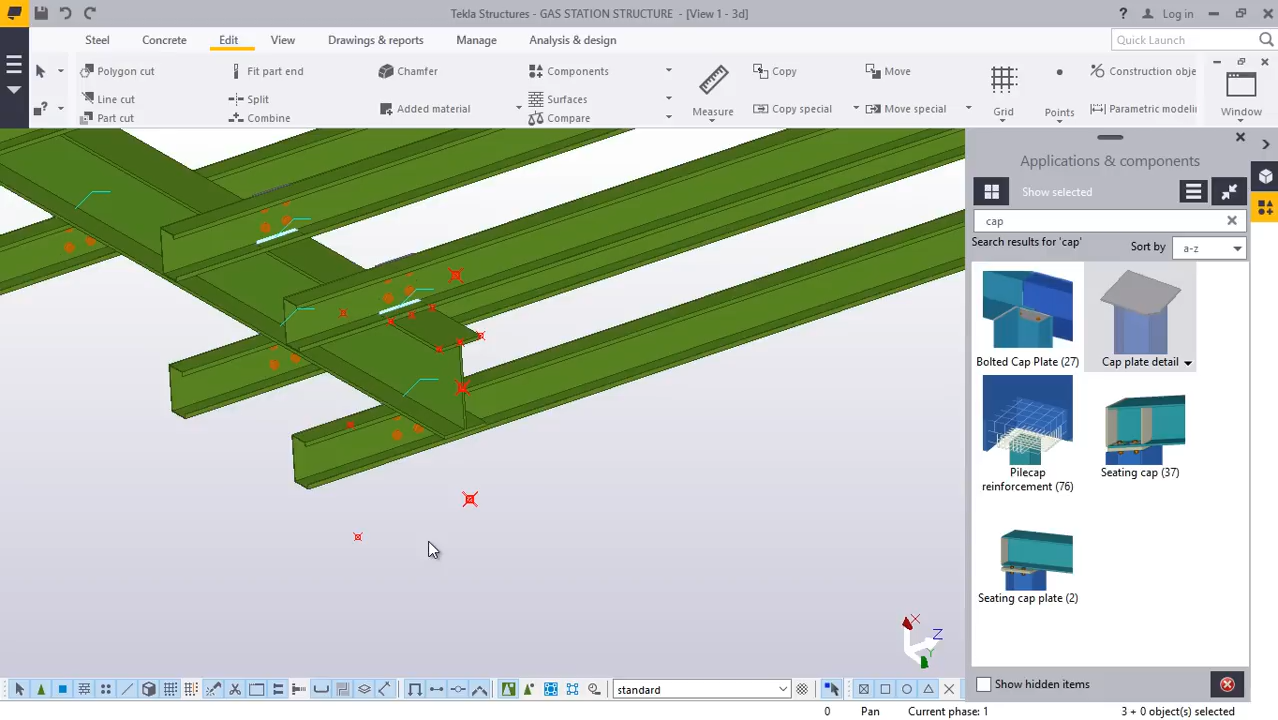 Tekla Structures - GAS STATION STRUCTURE - [View 1 - 3d]
? Log in
Steel Concrete Edit View Drawings & reports Manage Analysis & design
Quick Launch
Polygon cut Fit part end Chamfer Components Copy Move Construction obje
Line cut Split Added material Surfaces Measure Copy special Move special Grid Points Parametric modelin Window
Part cut Combine Compare
Applications & components
Show selected
cap
Search results for 'cap'
Sort by a-z
Bolted Cap Plate (27) Cap plate detail
Pilecap
reinforcement (76)
Seating cap (37)
Seating cap plate (2)
X
Z
Y
Show hidden items
standard
0 Pan Current phase: 1 3 + 0 object(s) selected